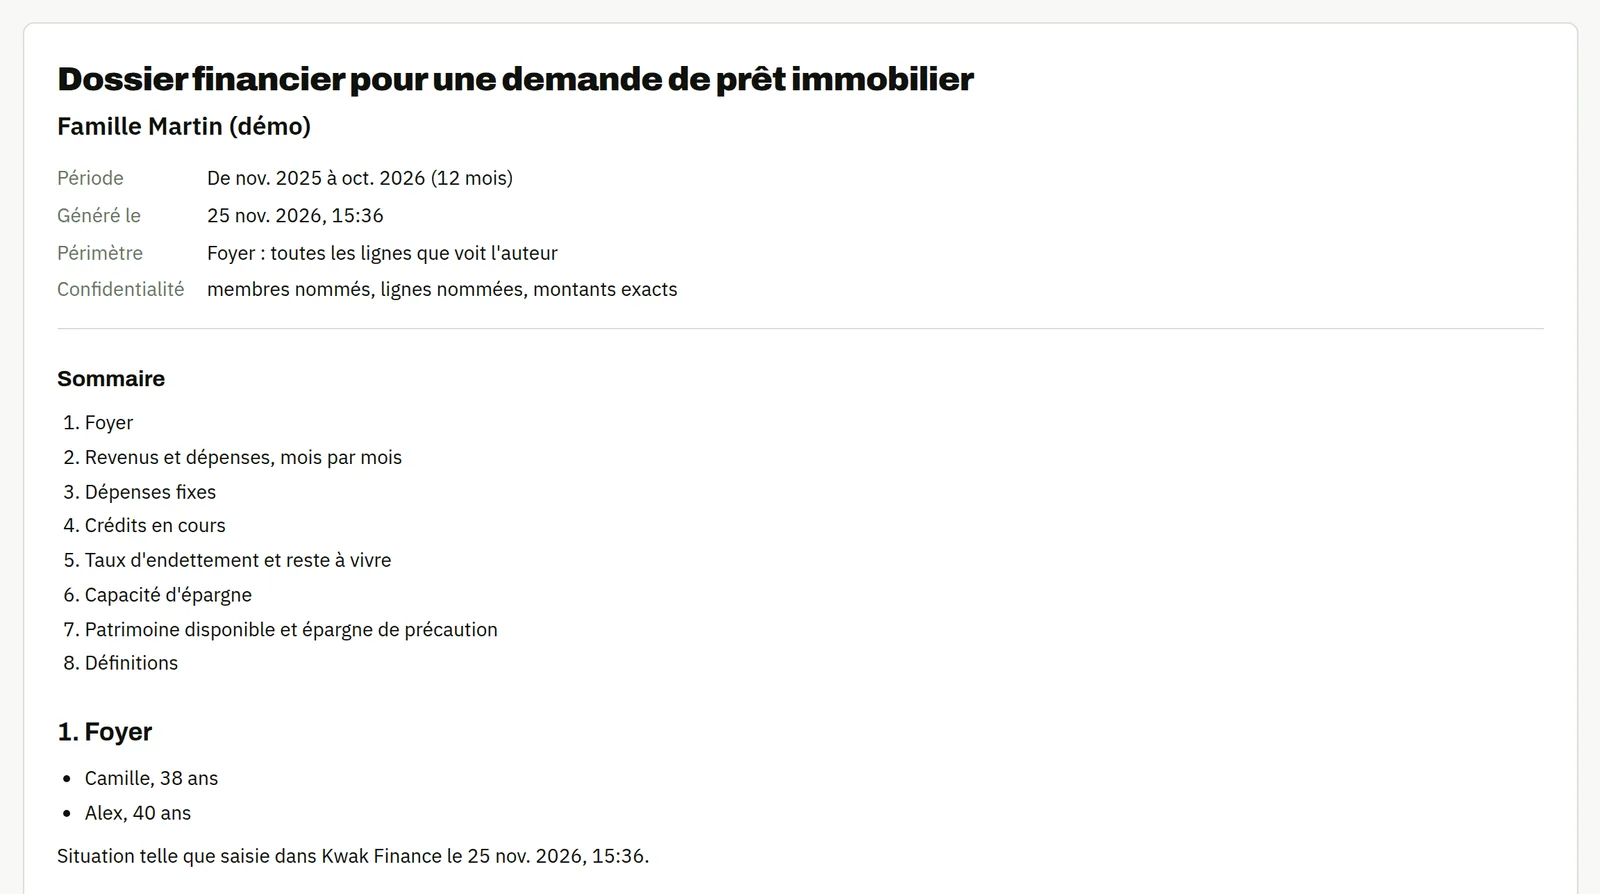 Dossier financier pour une demande de prêt immobilier
Famille Martin (démo)
Période De nov. 2025 à oct. 2026 (12 mois)
Généré le 25 nov. 2026, 15:36
Périmètre Foyer : toutes les lignes que voit l'auteur
Confidentialité membres nommés, lignes nommées, montants exacts
Sommaire
1. Foyer
2. Revenus et dépenses, mois par mois
3. Dépenses fixes
4. Crédits en cours
5. Taux d'endettement et reste à vivre
6. Capacité d'épargne
7. Patrimoine disponible et épargne de précaution
8. Définitions
1. Foyer
• Camille, 38 ans
• Alex, 40 ans
Situation telle que saisie dans Kwak Finance le 25 nov. 2026, 15:36.